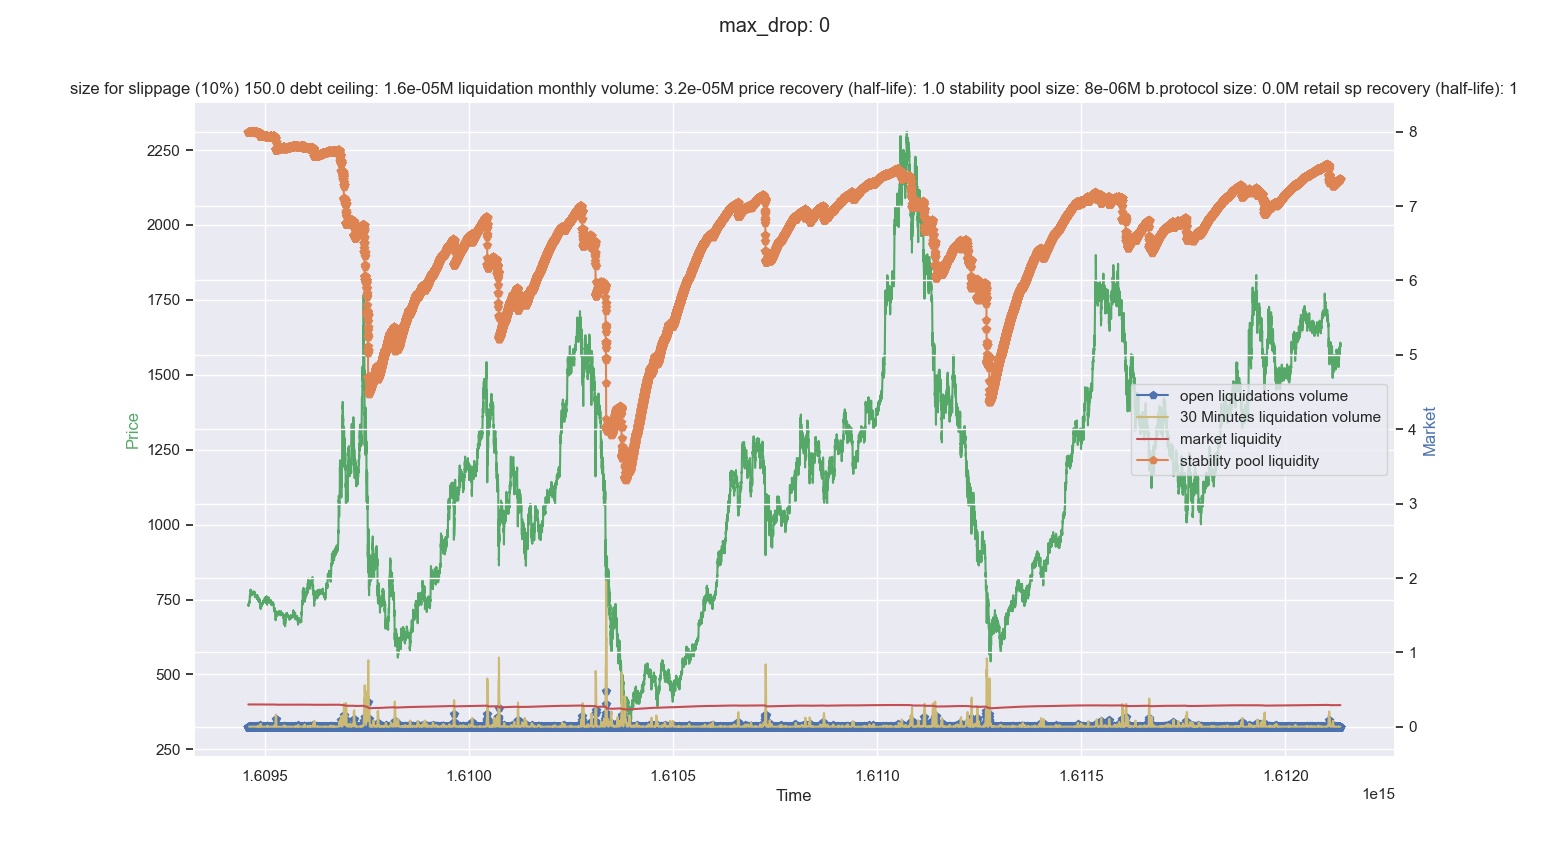 max_drop: 0
size for slippage (10%) 150.0 debt ceiling: 1.6e-05M liquidation monthly volume: 3.2e-05M price recovery (half-life): 1.0 stability pool size: 8e-06M b.protocol size: 0.0M retail sp recovery (half-life): 1
2250
2000
1750
1500
1250
1000
750
500
250
Price
8
7
6
5
4
3
2
1
0
Market
open liquidations volume
30 Minutes liquidation volume
market liquidity
stability pool liquidity
1.6095
1.6100
1.6105
1.6110
1.6115
1.6120
Time
1e15